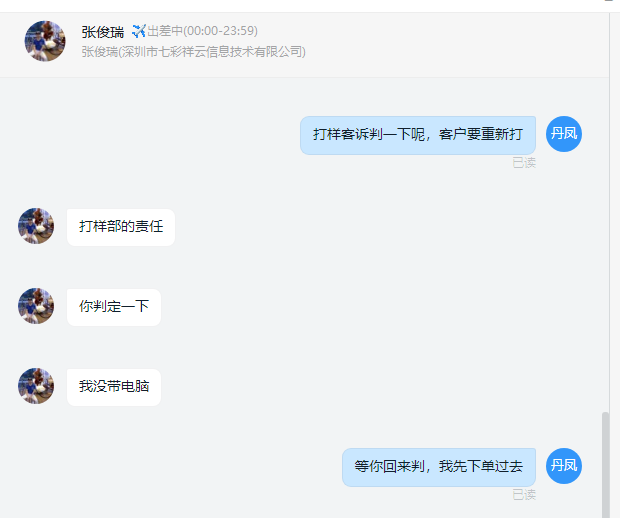 张俊瑞 ✈️出差中(00:00-23:59)
张俊瑞(深圳市七彩祥云信息技术有限公司)
打样客诉判一下呢，客户要重新打
丹凤
已读
打样部的责任
你判定一下
我没带电脑
等你回来判，我先下单过去
丹凤
已读